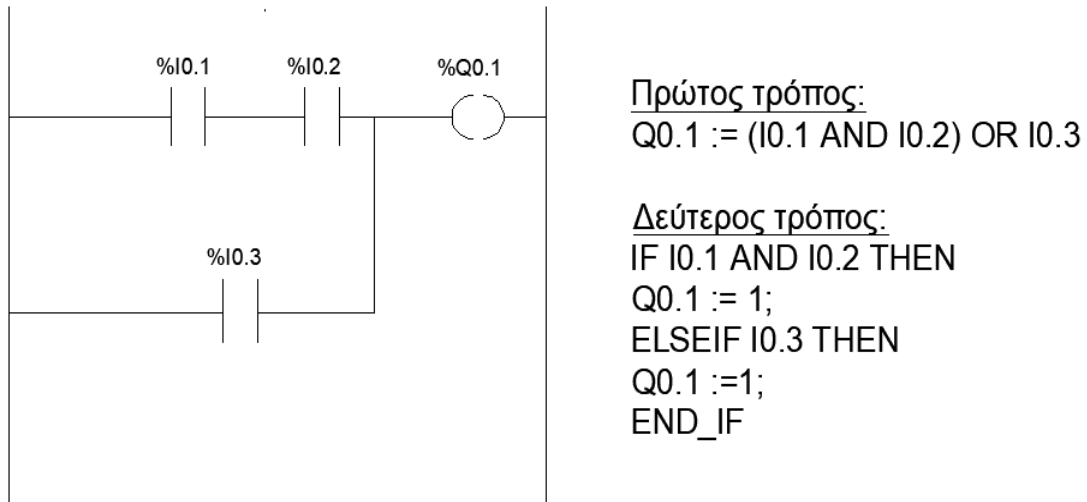 %I0.1 %I0.2 %Q0.1
%I0.3
Πρώτος τρόπος:
Q0.1 := (I0.1 AND I0.2) OR I0.3
Δεύτερος τρόπος:
IF I0.1 AND I0.2 THEN
Q0.1 := 1;
ELSEIF I0.3 THEN
Q0.1 :=1;
END_IF